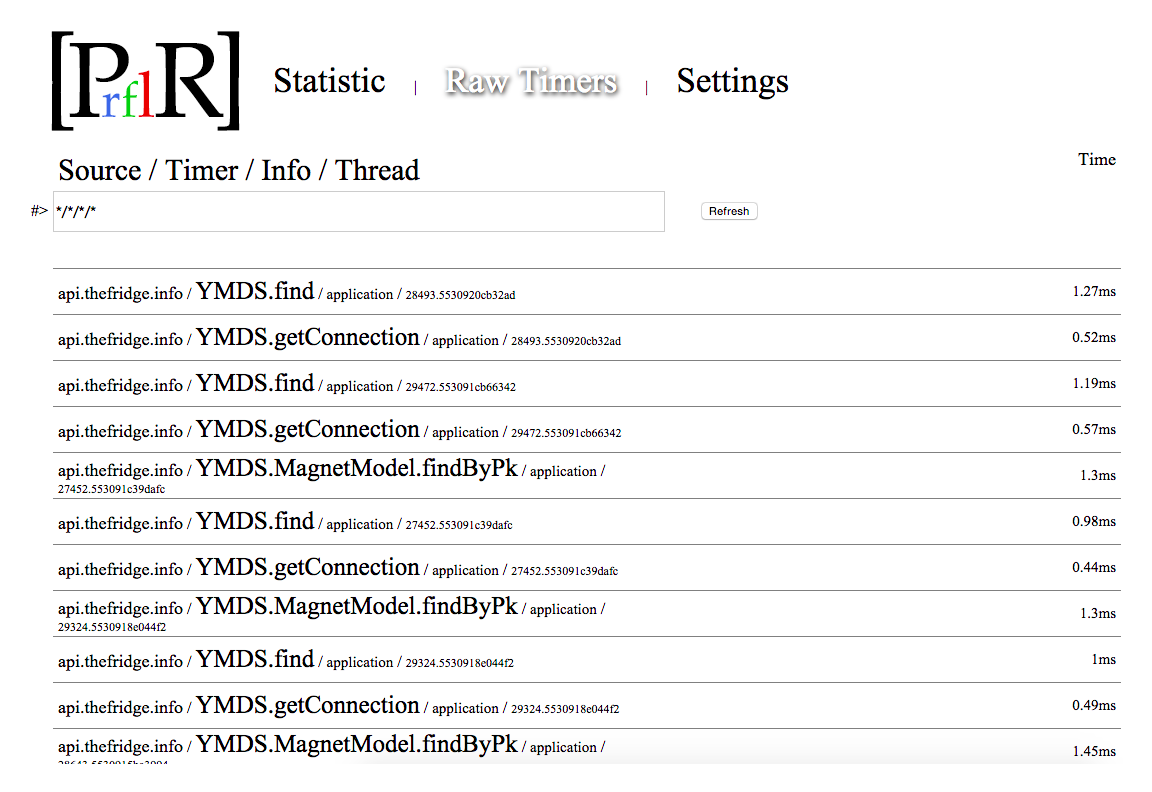 [PrflR]
Statistic | Raw Timers | Settings
Source / Timer / Info / Thread
Time
#> */*/*/*
Refresh
api.thefridge.info / YMDS.find / application / 28493.5530920cb32ad 1.27ms
api.thefridge.info / YMDS.getConnection / application / 28493.5530920cb32ad 0.52ms
api.thefridge.info / YMDS.find / application / 29472.553091cb66342 1.19ms
api.thefridge.info / YMDS.getConnection / application / 29472.553091cb66342 0.57ms
api.thefridge.info / YMDS.MagnetModel.findByPk / application /
27452.553091c39dafc
1.3ms
api.thefridge.info / YMDS.find / application / 27452.553091c39dafc 0.98ms
api.thefridge.info / YMDS.getConnection / application / 27452.553091c39dafc 0.44ms
api.thefridge.info / YMDS.MagnetModel.findByPk / application /
29324.5530918e044f2
1.3ms
api.thefridge.info / YMDS.find / application / 29324.5530918e044f2 1ms
api.thefridge.info / YMDS.getConnection / application / 29324.5530918e044f2 0.49ms
api.thefridge.info / YMDS.MagnetModel.findByPk / application /
1.45ms